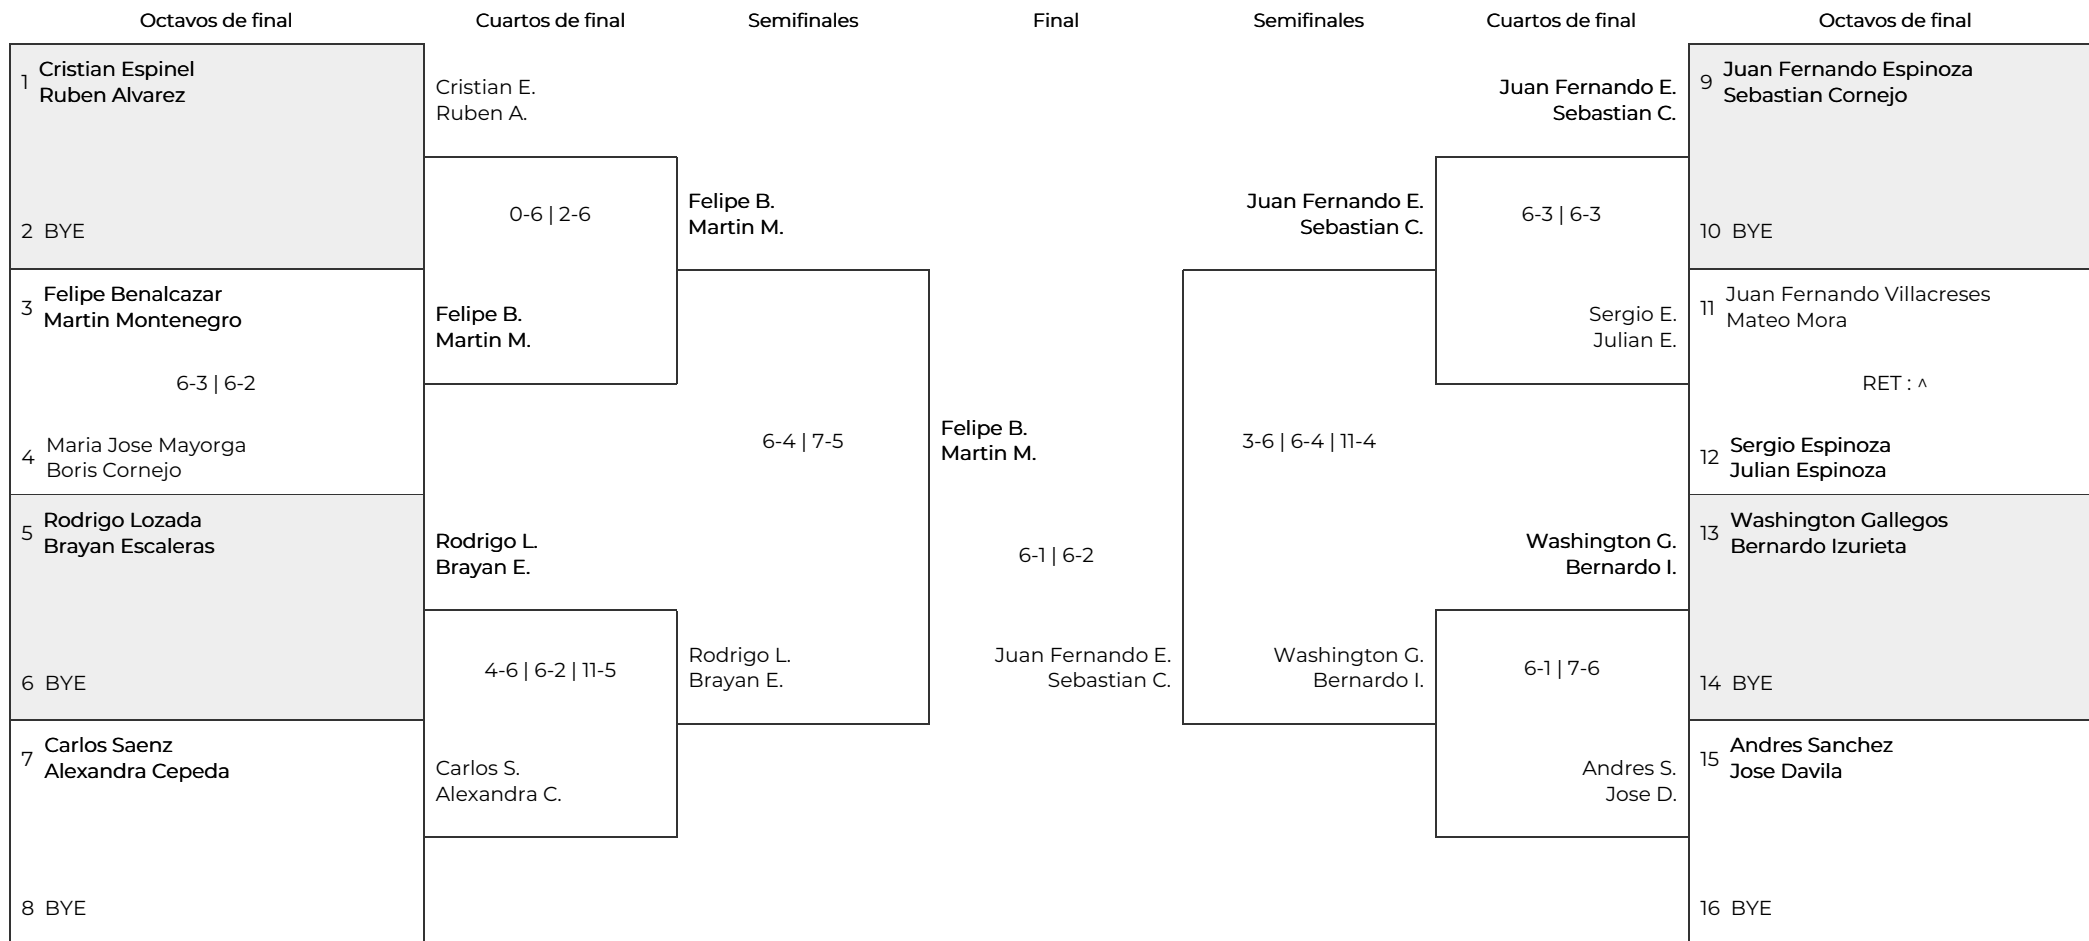 Octavos de final
Cuartos de final
Semifinales
Final
Semifinales
Cuartos de final
Octavos de final
1
Cristian Espinel
Ruben Alvarez
2 BYE
3
Felipe Benalcazar
Martin Montenegro
6-3 | 6-2
4
Maria Jose Mayorga
Boris Cornejo
5
Rodrigo Lozada
Brayan Escaleras
6 BYE
7
Carlos Saenz
Alexandra Cepeda
8 BYE
Cristian E.
Ruben A.
0-6 | 2-6
Felipe B.
Martin M.
Rodrigo L.
Brayan E.
4-6 | 6-2 | 11-5
Carlos S.
Alexandra C.
Felipe B.
Martin M.
6-4 | 7-5
Rodrigo L.
Brayan E.
Felipe B.
Martin M.
6-1 | 6-2
Juan Fernando E.
Sebastian C.
Juan Fernando E.
Sebastian C.
3-6 | 6-4 | 11-4
Washington G.
Bernardo I.
Juan Fernando E.
Sebastian C.
6-3 | 6-3
Sergio E.
Julian E.
Washington G.
Bernardo I.
6-1 | 7-6
Andres S.
Jose D.
9
Juan Fernando Espinoza
Sebastian Cornejo
10 BYE
11
Juan Fernando Villacreses
Mateo Mora
RET : ^
12
Sergio Espinoza
Julian Espinoza
13
Washington Gallegos
Bernardo Izurieta
14 BYE
15
Andres Sanchez
Jose Davila
16 BYE